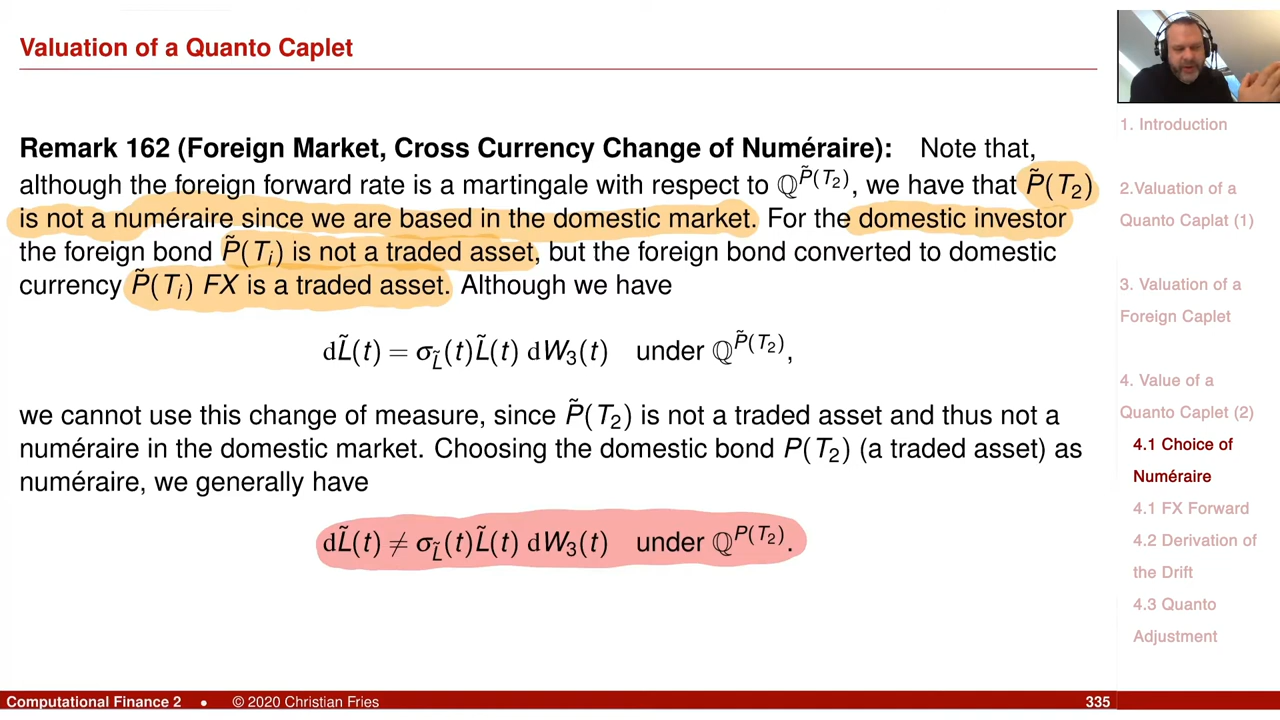 Valuation of a Quanto Caplet
Remark 162 (Foreign Market, Cross Currency Change of Numéraire): Note that,
although the foreign forward rate is a martingale with respect to ℚ^{P̃(T₂)}, we have that P̃(T₂)
is not a numéraire since we are based in the domestic market. For the domestic investor
the foreign bond P̃(Tᵢ) is not a traded asset, but the foreign bond converted to domestic
currency P̃(Tᵢ) FX is a traded asset. Although we have
dL̃(t) = σ_{L̃}(t)L̃(t) dW₃(t) under ℚ^{P̃(T₂)},
we cannot use this change of measure, since P̃(T₂) is not a traded asset and thus not a
numéraire in the domestic market. Choosing the domestic bond P(T₂) (a traded asset) as
numéraire, we generally have
dL̃(t) ≠ σ_{L̃}(t)L̃(t) dW₃(t) under ℚ^{P(T₂)}.
1. Introduction
2.Valuation of a
Quanto Caplat (1)
3. Valuation of a
Foreign Caplet
4. Value of a
Quanto Caplet (2)
4.1 Choice of
Numéraire
4.1 FX Forward
4.2 Derivation of
the Drift
4.3 Quanto
Adjustment
Computational Finance 2 • © 2020 Christian Fries 335